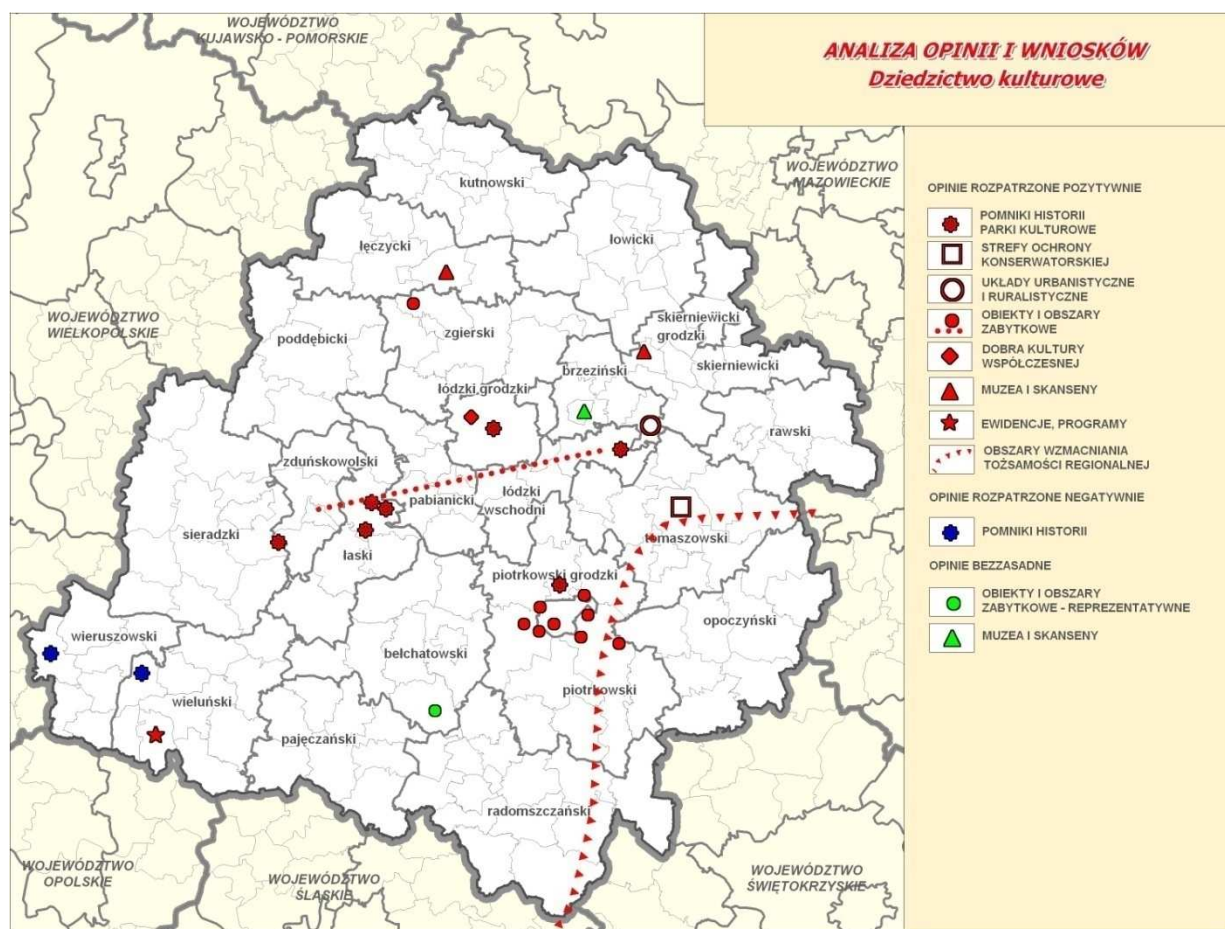 ANALIZA OPINII I WNIOSKÓW
Dziedzictwo kulturowe
WOJEWÓDZTWO
KUJAWSKO - POMORSKIE
WOJEWÓDZTWO
MAZOWIECKIE
WOJEWÓDZTWO
WIELKOPOLSKIE
WOJEWÓDZTWO
OPOLSKIE
WOJEWÓDZTWO
ŚLĄSKIE
WOJEWÓDZTWO
ŚWIĘTOKRZYSKIE
kutnowski
łęczycki
łowicki
poddębicki
zgierski
skierniewicki
grodzki
skierniewicki
brzeziński
łódzki grodzki
rawski
zduńskowolski
pabianicki
łódzki
wschodni
sieradzki
łaski
tomaszowski
piotrkowski grodzki
opoczyński
wieruszowski
bełchatowski
piotrkowski
wieluński
pajęczański
radomszczański
OPINIE ROZPATRZONE POZYTYWNIE
POMNIKI HISTORII
PARKI KULTUROWE
STREFY OCHRONY
KONSERWATORSKIEJ
UKŁADY URBANISTYCZNE
I RURALISTYCZNE
OBIEKTY I OBSZARY
ZABYTKOWE
DOBRA KULTURY
WSPÓŁCZESNEJ
MUZEA I SKANSENY
EWIDENCJE, PROGRAMY
OBSZARY WZMACNIANIA
TOŻSAMOŚCI REGIONALNEJ
OPINIE ROZPATRZONE NEGATYWNIE
POMNIKI HISTORII
OPINIE BEZZASADNE
OBIEKTY I OBSZARY
ZABYTKOWE - REPREZENTATYWNE
MUZEA I SKANSENY